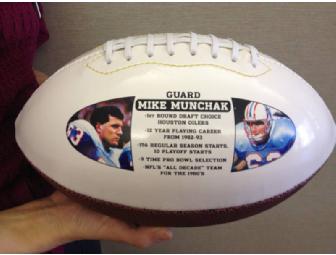 GUARD
MIKE MUNCHAK
-1ST ROUND DRAFT CHOICE
HOUSTON OILERS
-12 YEAR PLAYING CAREER
FROM 1982-93
-156 REGULAR SEASON STARTS,
10 PLAYOFF STARTS
-9 TIME PRO BOWL SELECTION
-NFL'S "ALL DECADE" TEAM
FOR THE 1980'S